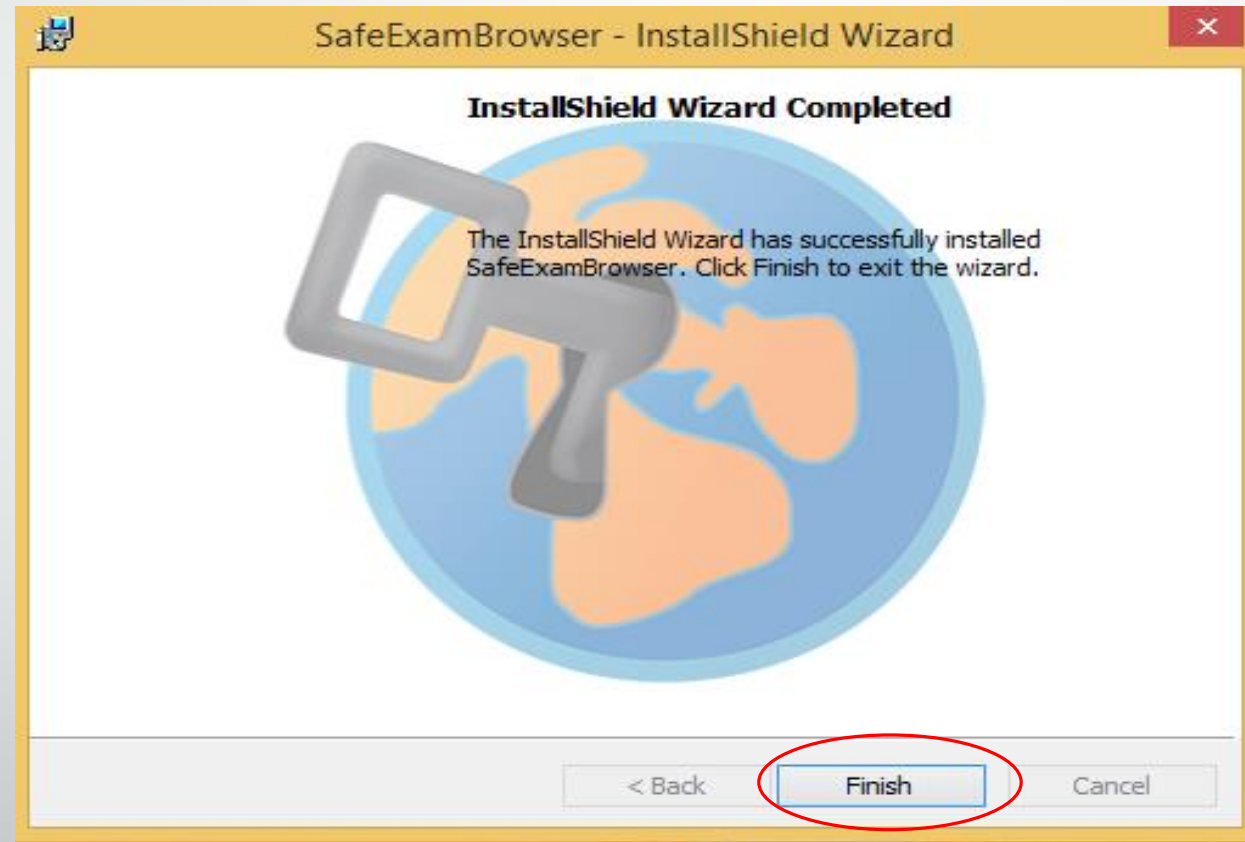 SafeExamBrowser - InstallShield Wizard
InstallShield Wizard Completed
The InstallShield Wizard has successfully installed
SafeExamBrowser. Click Finish to exit the wizard.
< Back Finish Cancel